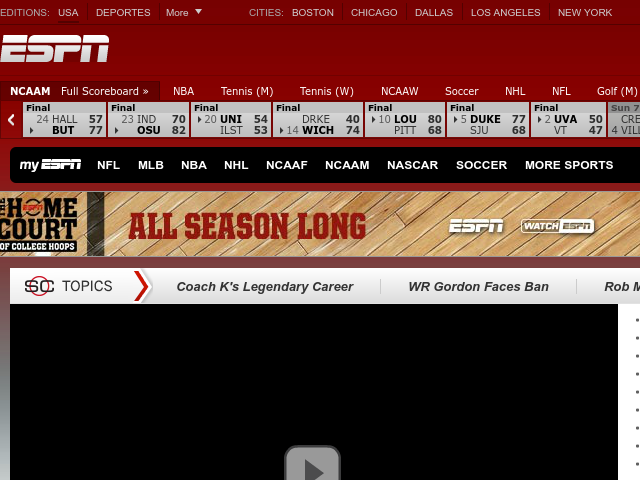 EDITIONS: USA DEPORTES More CITIES: BOSTON CHICAGO DALLAS LOS ANGELES NEW YORK
ESPN
NCAAM Full Scoreboard » NBA Tennis (M) Tennis (W) NCAAW Soccer NHL NFL Golf (M)
Final Final Final Final Final Final Final Sun 7
24 HALL 57 23 IND 70 20 UNI 54 DRKE 40 10 LOU 80 5 DUKE 77 2 UVA 50 CRE
BUT 77 OSU 82 ILST 53 14 WICH 74 PITT 68 SJU 68 VT 47 4 VILL
my ESPN NFL MLB NBA NHL NCAAF NCAAM NASCAR SOCCER MORE SPORTS
ESPN
HOME
COURT
OF COLLEGE HOOPS
ALL SEASON LONG
ESPN WATCH ESPN
SC TOPICS Coach K's Legendary Career WR Gordon Faces Ban Rob